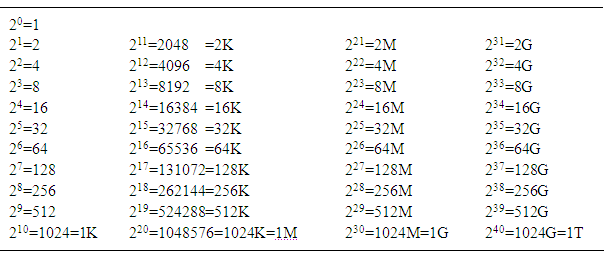 2⁰=1
2¹=2 2¹¹=2048 =2K 2²¹=2M 2³¹=2G
2²=4 2¹²=4096 =4K 2²²=4M 2³²=4G
2³=8 2¹³=8192 =8K 2²³=8M 2³³=8G
2⁴=16 2¹⁴=16384 =16K 2²⁴=16M 2³⁴=16G
2⁵=32 2¹⁵=32768 =32K 2²⁵=32M 2³⁵=32G
2⁶=64 2¹⁶=65536 =64K 2²⁶=64M 2³⁶=64G
2⁷=128 2¹⁷=131072=128K 2²⁷=128M 2³⁷=128G
2⁸=256 2¹⁸=262144=256K 2²⁸=256M 2³⁸=256G
2⁹=512 2¹⁹=524288=512K 2²⁹=512M 2³⁹=512G
2¹⁰=1024=1K 2²⁰=1048576=1024K=1M 2³⁰=1024M=1G 2⁴⁰=1024G=1T